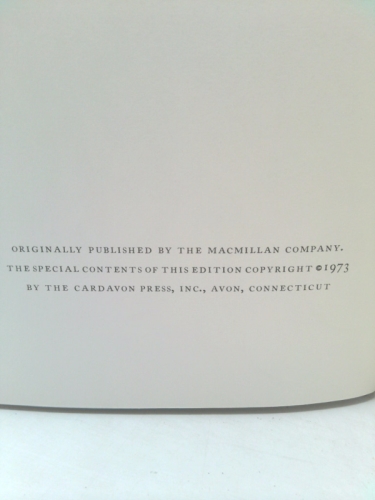 ORIGINALLY PUBLISHED BY THE MACMILLAN COMPANY.
THE SPECIAL CONTENTS OF THIS EDITION COPYRIGHT © 1973
BY THE CARDAVON PRESS, INC., AVON, CONNECTICUT